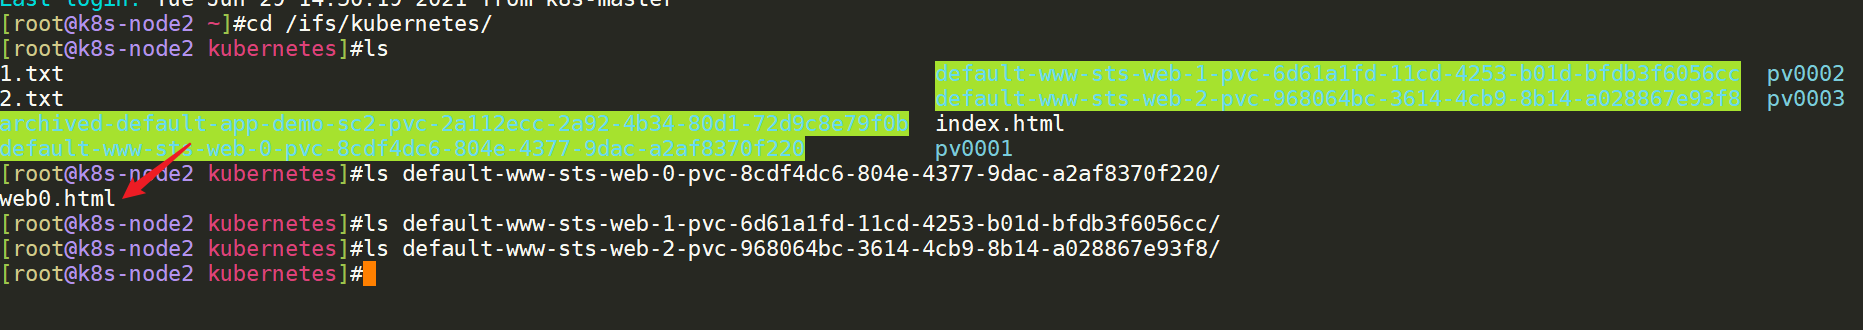 Last login: Tue Jun 29 14:50:19 2021 from k8s-master
[root@k8s-node2 ~]#cd /ifs/kubernetes/
[root@k8s-node2 kubernetes]#ls
1.txt default-www-sts-web-1-pvc-6d61a1fd-11cd-4253-b01d-bfdb3f6056cc pv0002
2.txt default-www-sts-web-2-pvc-968064bc-3614-4cb9-8b14-a028867e93f8 pv0003
archived-default-app-demo-sc2-pvc-2a112ecc-2a92-4b34-80d1-72d9c8e79f0b index.html
default-www-sts-web-0-pvc-8cdf4dc6-804e-4377-9dac-a2af8370f220 pv0001
[root@k8s-node2 kubernetes]#ls default-www-sts-web-0-pvc-8cdf4dc6-804e-4377-9dac-a2af8370f220/
web0.html
[root@k8s-node2 kubernetes]#ls default-www-sts-web-1-pvc-6d61a1fd-11cd-4253-b01d-bfdb3f6056cc/
[root@k8s-node2 kubernetes]#ls default-www-sts-web-2-pvc-968064bc-3614-4cb9-8b14-a028867e93f8/
[root@k8s-node2 kubernetes]#